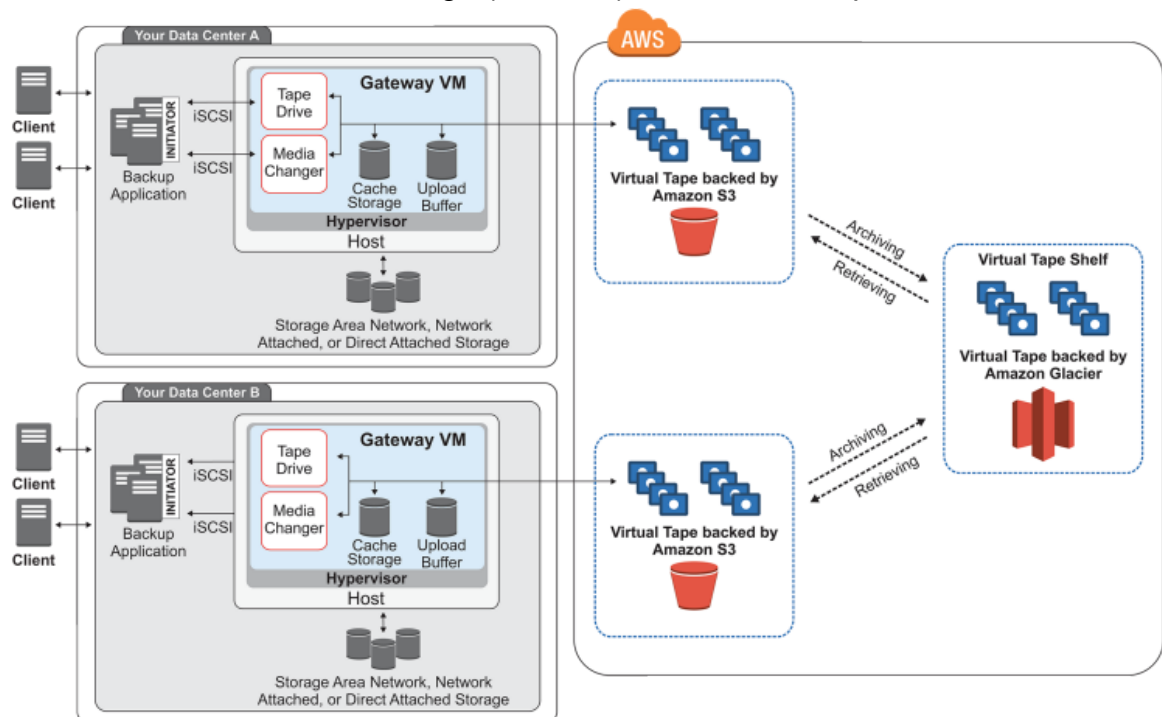 Your Data Center A
Client
Client
Backup
Application
INITIATOR
iSCSI
iSCSI
Gateway VM
Tape
Drive
Media
Changer
Cache
Storage
Upload
Buffer
Hypervisor
Host
Storage Area Network, Network
Attached, or Direct Attached Storage
Your Data Center B
Client
Client
Backup
Application
INITIATOR
iSCSI
iSCSI
Gateway VM
Tape
Drive
Media
Changer
Cache
Storage
Upload
Buffer
Hypervisor
Host
Storage Area Network, Network
Attached, or Direct Attached Storage
AWS
Virtual Tape backed by
Amazon S3
Archiving
Retrieving
Virtual Tape Shelf
Virtual Tape backed by
Amazon Glacier
Archiving
Retrieving
Virtual Tape backed by
Amazon S3